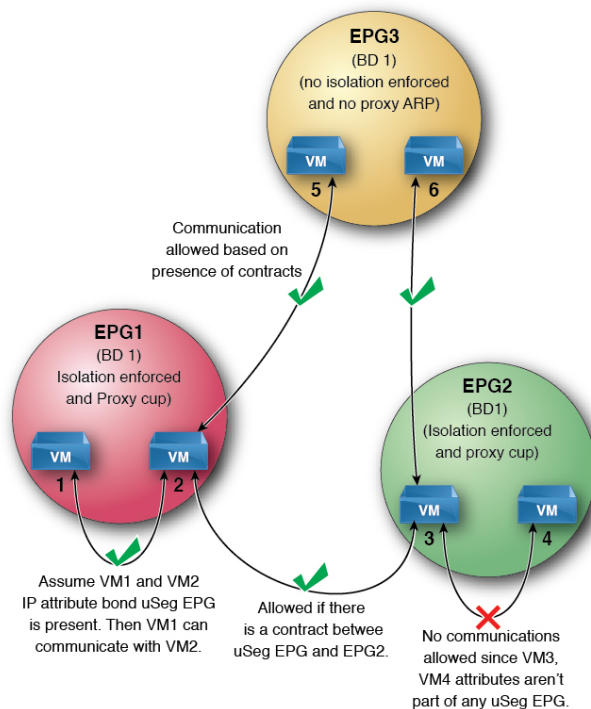 EPG3
(BD 1)
(no isolation enforced
and no proxy ARP)
VM
VM
5
6
Communication
allowed based on
presence of contracts
EPG1
(BD 1)
Isolation enforced
and Proxy cup)
VM
VM
1
2
EPG2
(BD1)
(Isolation enforced
and proxy cup)
VM
VM
3
4
Assume VM1 and VM2
IP attribute bond uSeg EPG
is present. Then VM1 can
communicate with VM2.
Allowed if there
is a contract betwee
uSeg EPG and EPG2.
No communications
allowed since VM3,
VM4 attributes aren't
part of any uSeg EPG.